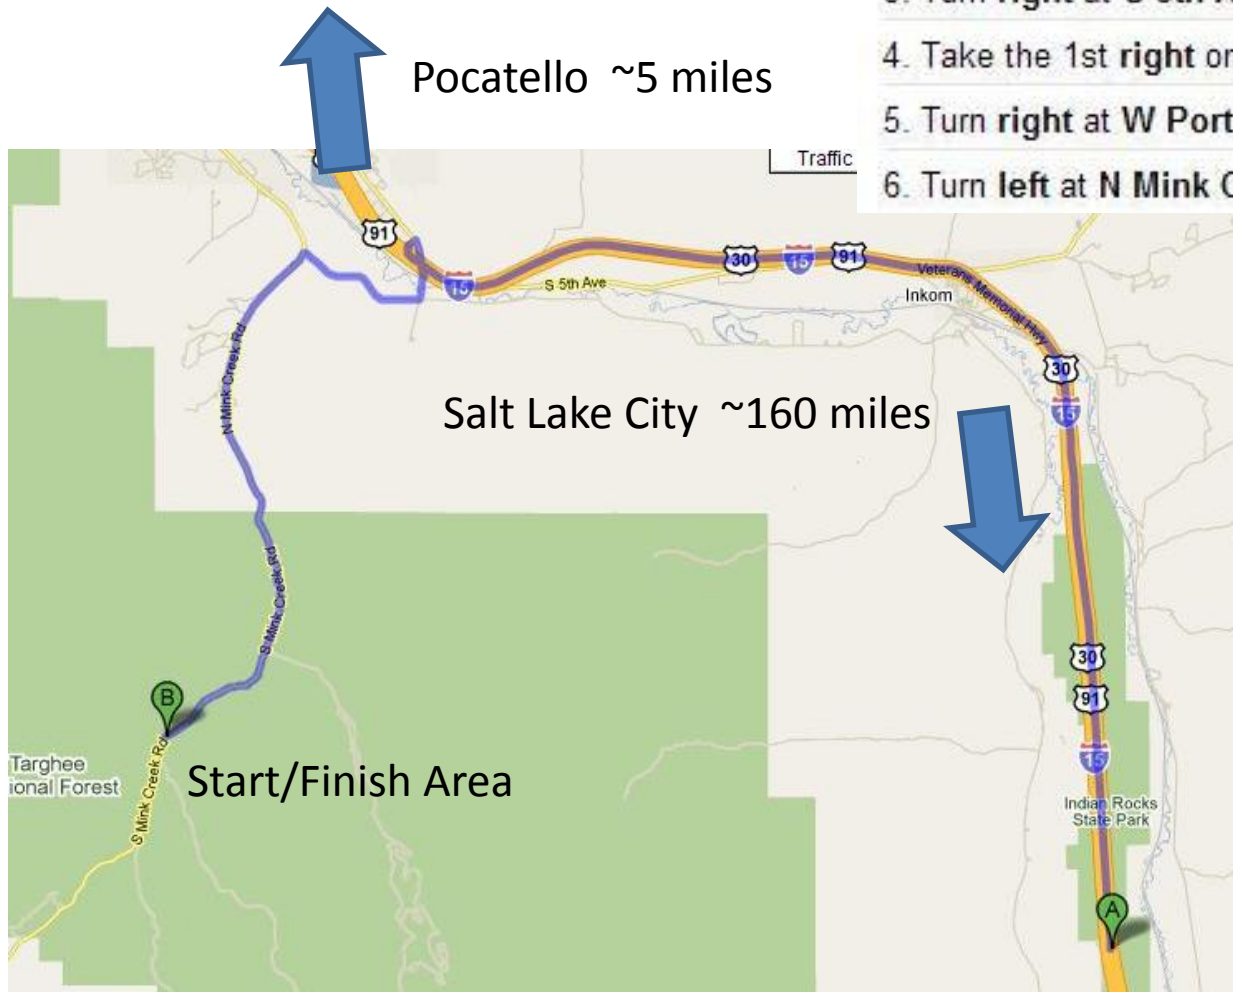 Pocatello ~5 miles
4. Take the 1st right or
5. Turn right at W Port
6. Turn left at N Mink C
Traffic
91
15
S 5th Ave
30
15
91
Veterans Memorial Hwy
Inkom
30
15
N Mink Creek Rd
Salt Lake City ~160 miles
S Mink Creek Rd
30
91
15
B
Targhee
ional Forest
Start/Finish Area
S Mink Creek Rd
Indian Rocks
State Park
A